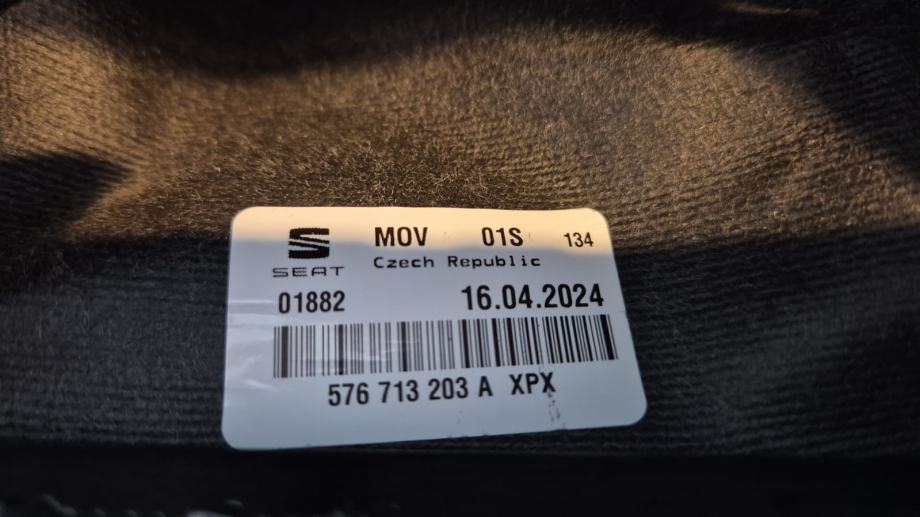 MOV 01S 134
SEAT
Czech Republic
01882 16.04.2024
576 713 203 A XPX